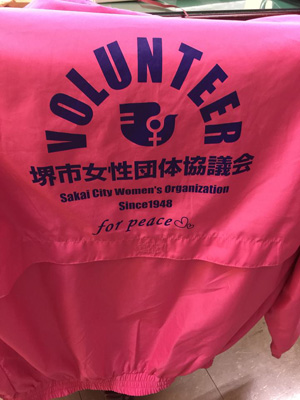 VOLUNTEER
堺市女性団体協議会
Sakai City Women's Organization
Since1948
for peace